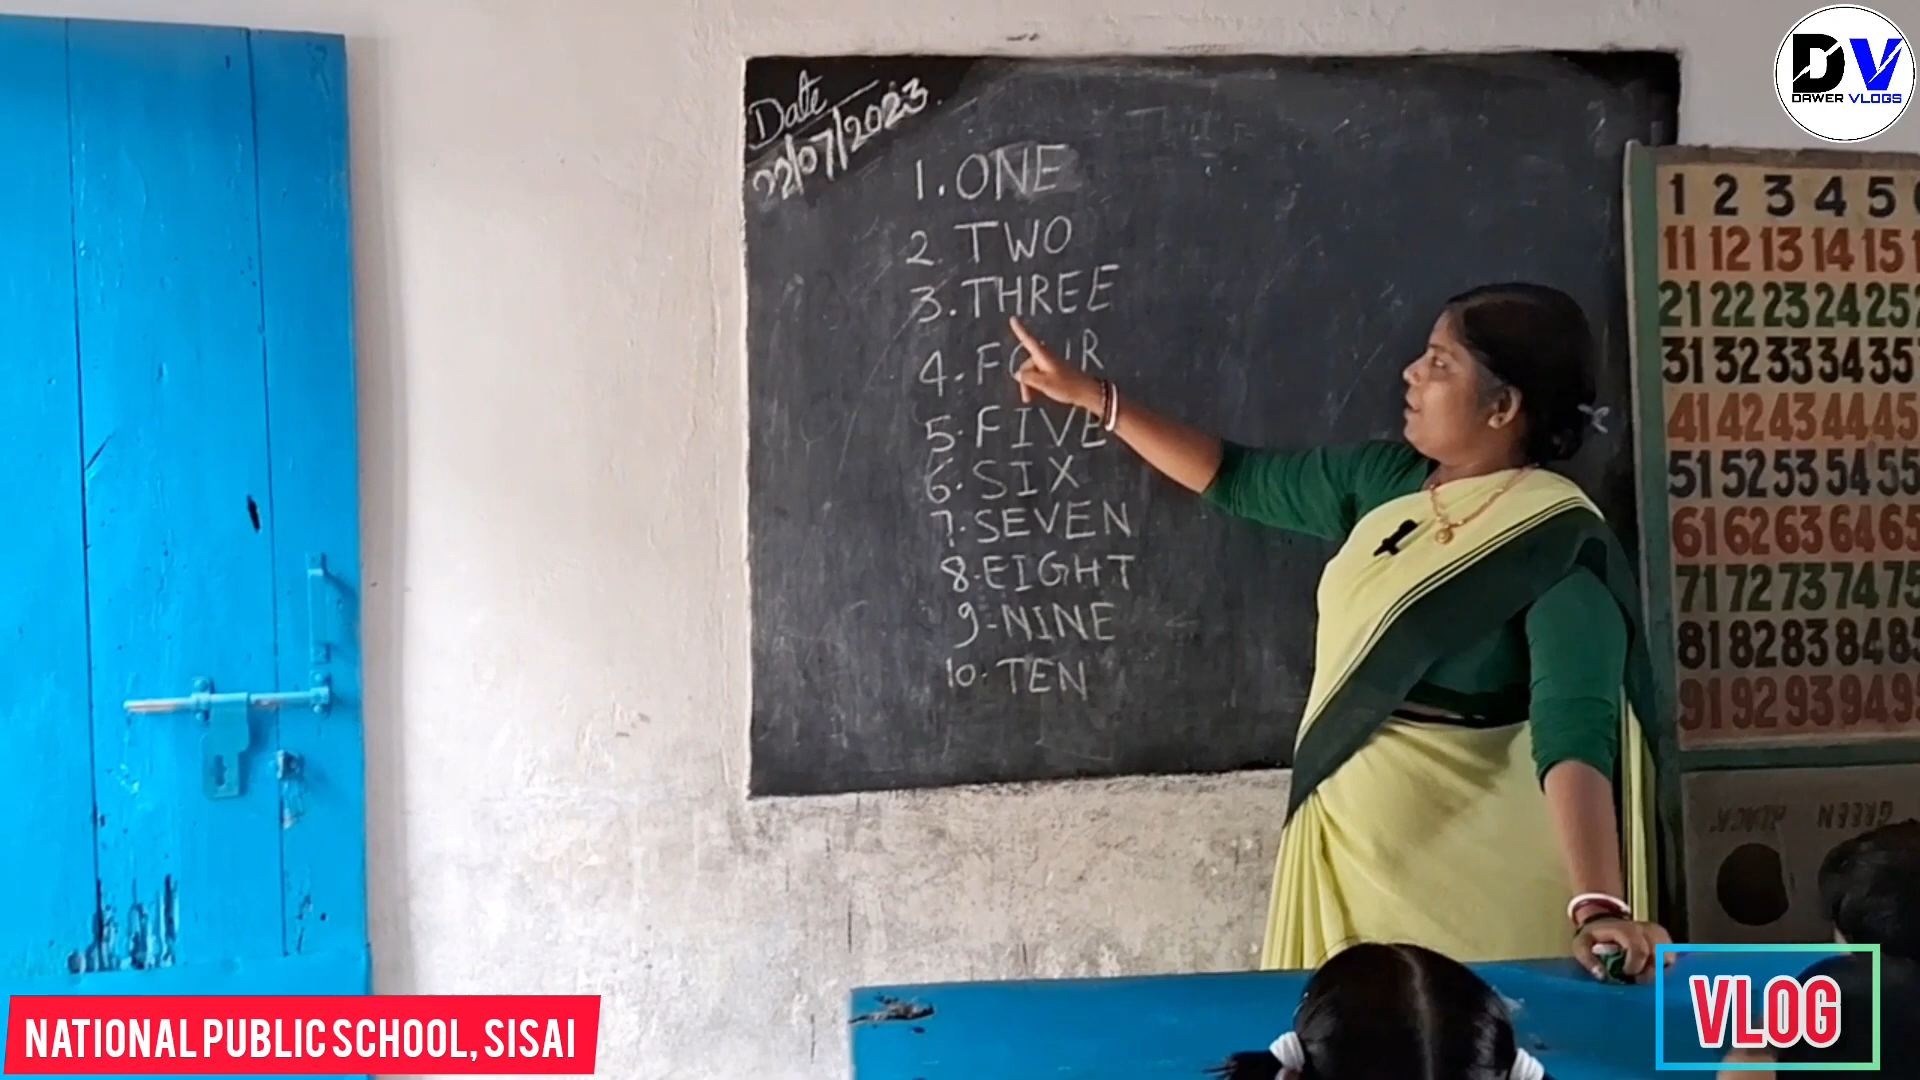 Date
22/07/2023.
1. ONE
2. TWO
3. THREE
4. FOUR
5. FIVE
6. SIX
7. SEVEN
8. EIGHT
9. NINE
10. TEN
DV
DAWER VLOGS
1 2 3 4 5
11 12 13 14 15
21 22 23 24 25
31 32 33 34 35
41 42 43 44 45
51 52 53 54 55
61 62 63 64 65
71 72 73 74 75
81 82 83 84 85
91 92 93 94 95
BLACK GREEN
NATIONAL PUBLIC SCHOOL, SISAI
VLOG